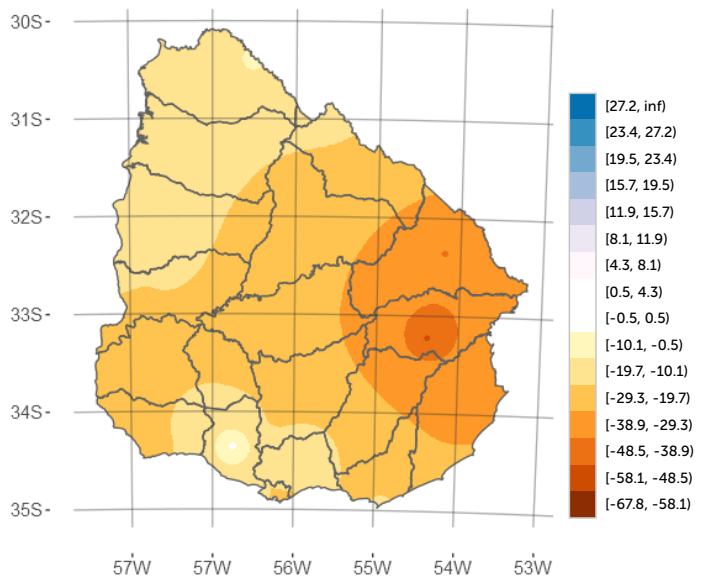 30S-
31S-
32S-
33S-
34S-
35S-
57W
57W
56W
55W
54W
53W
[27.2, inf)
[23.4, 27.2)
[19.5, 23.4)
[15.7, 19.5)
[11.9, 15.7)
[8.1, 11.9)
[4.3, 8.1)
[0.5, 4.3)
[-0.5, 0.5)
[-10.1, -0.5)
[-19.7, -10.1)
[-29.3, -19.7)
[-38.9, -29.3)
[-48.5, -38.9)
[-58.1, -48.5)
[-67.8, -58.1)